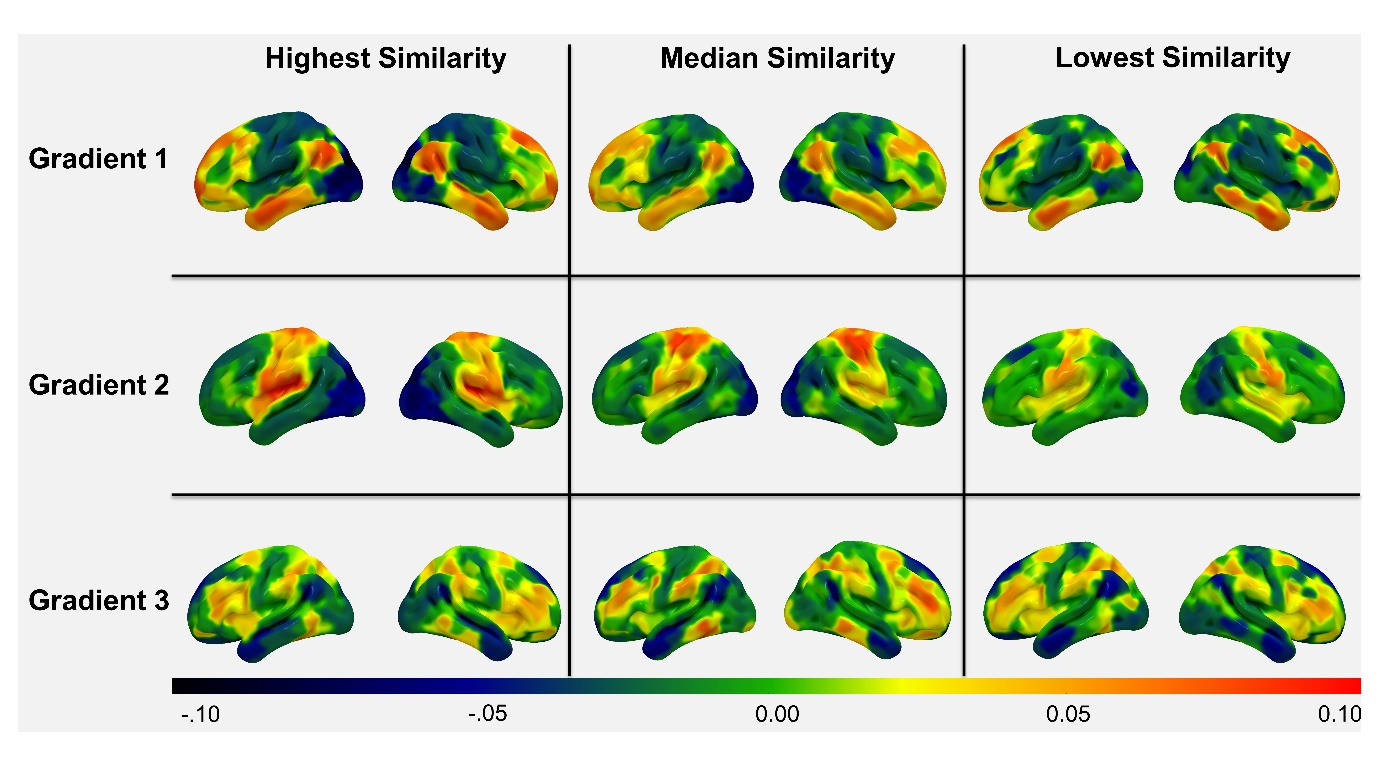 Highest Similarity
Median Similarity
Lowest Similarity
Gradient 1
Gradient 2
Gradient 3
-.10
-.05
0.00
0.05
0.10